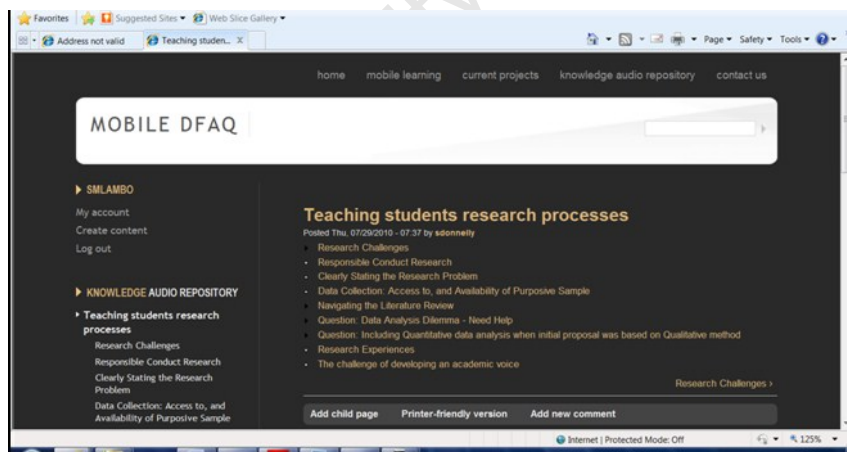 Favorites Suggested Sites Web Slice Gallery
Address not valid Teaching studen... X Page Safety Tools
home mobile learning current projects knowledge audio repository contact us
MOBILE DFAQ
SMLAMBO
My account
Create content
Log out
KNOWLEDGE AUDIO REPOSITORY
Teaching students research
processes
Research Challenges
Responsible Conduct Research
Clearly Stating the Research
Problem
Data Collection: Access to, and
Availability of Purposive Sample
Teaching students research processes
Posted Thu, 07/29/2010 - 07:37 by sdonnelly
Research Challenges
Responsible Conduct Research
Clearly Stating the Research Problem
Data Collection: Access to, and Availability of Purposive Sample
Navigating the Literature Review
Question: Data Analysis Dilemma - Need Help
Question: Including Quantitative data analysis when initial proposal was based on Qualitative method
Research Experiences
The challenge of developing an academic voice
Research Challenges ›
Add child page Printer-friendly version Add new comment
Internet | Protected Mode: Off 125%